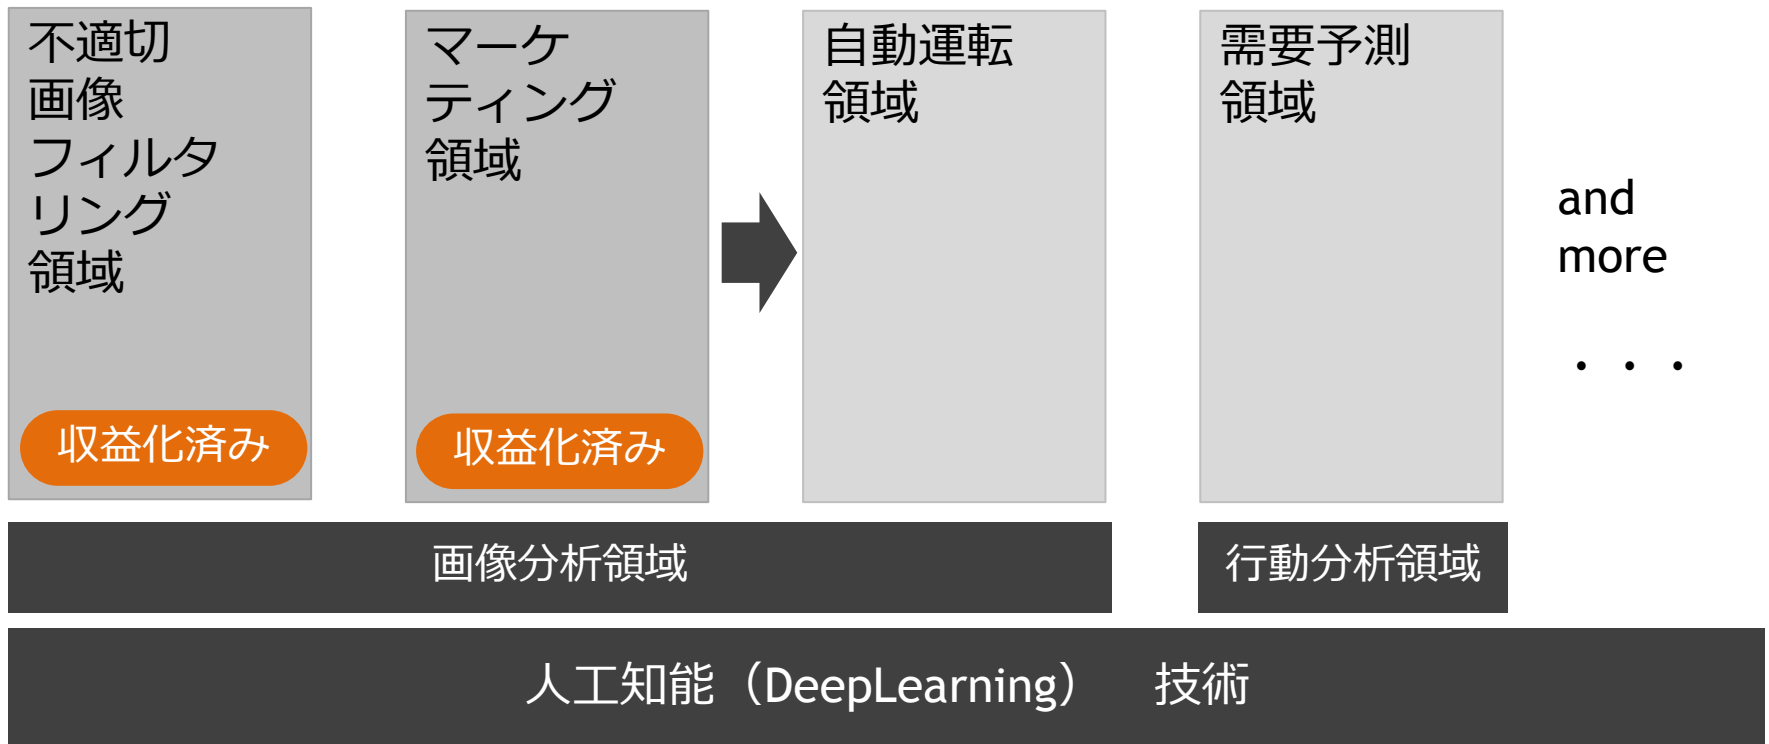 不適切
画像
フィルタ
リング
領域
収益化済み
マーケ
ティング
領域
収益化済み
自動運転
領域
需要予測
領域
and
more
・・・
画像分析領域
行動分析領域
人工知能（DeepLearning）　技術